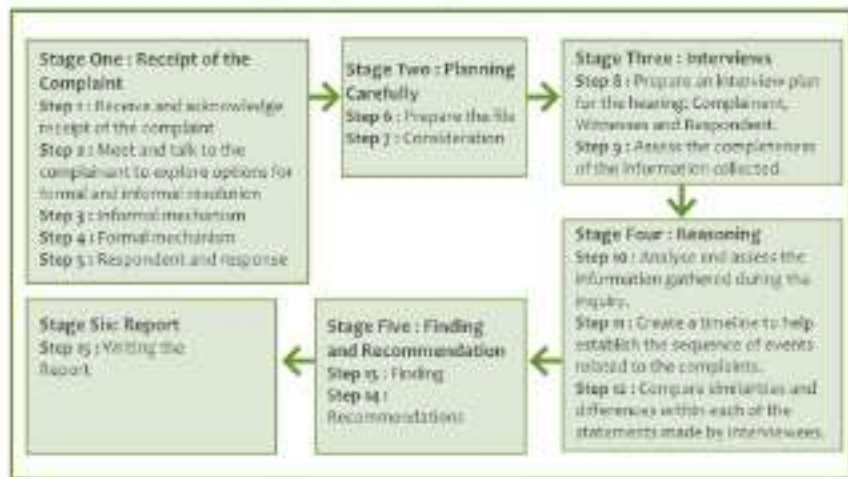 Stage One : Receipt of the
Complaint
Step 1 : Receive and acknowledge
receipt of the complaint
Step 2 : Meet and talk to the
complainant to explore options for
formal and informal resolution
Step 3 : Informal mechanism
Step 4 : Formal mechanism
Step 5 : Respondent and response
Stage Two : Planning
Carefully
Step 6 : Prepare the file
Step 7 : Consideration
Stage Three : Interviews
Step 8 : Prepare an interview plan
for the hearing: Complainant,
Witnesses and Respondent.
Step 9 : Assess the completeness
of the information collected.
Stage Four : Reasoning
Step 10 : Analyse and assess the
information gathered during the
inquiry.
Step 11 : Create a timeline to help
establish the sequence of events
related to the complaints.
Step 12 : Compare similarities and
differences within each of the
statements made by interviewees.
Stage Five : Finding
and Recommendation
Step 13 : Finding
Step 14 :
Recommendations
Stage Six: Report
Step 15 : Writing the
Report